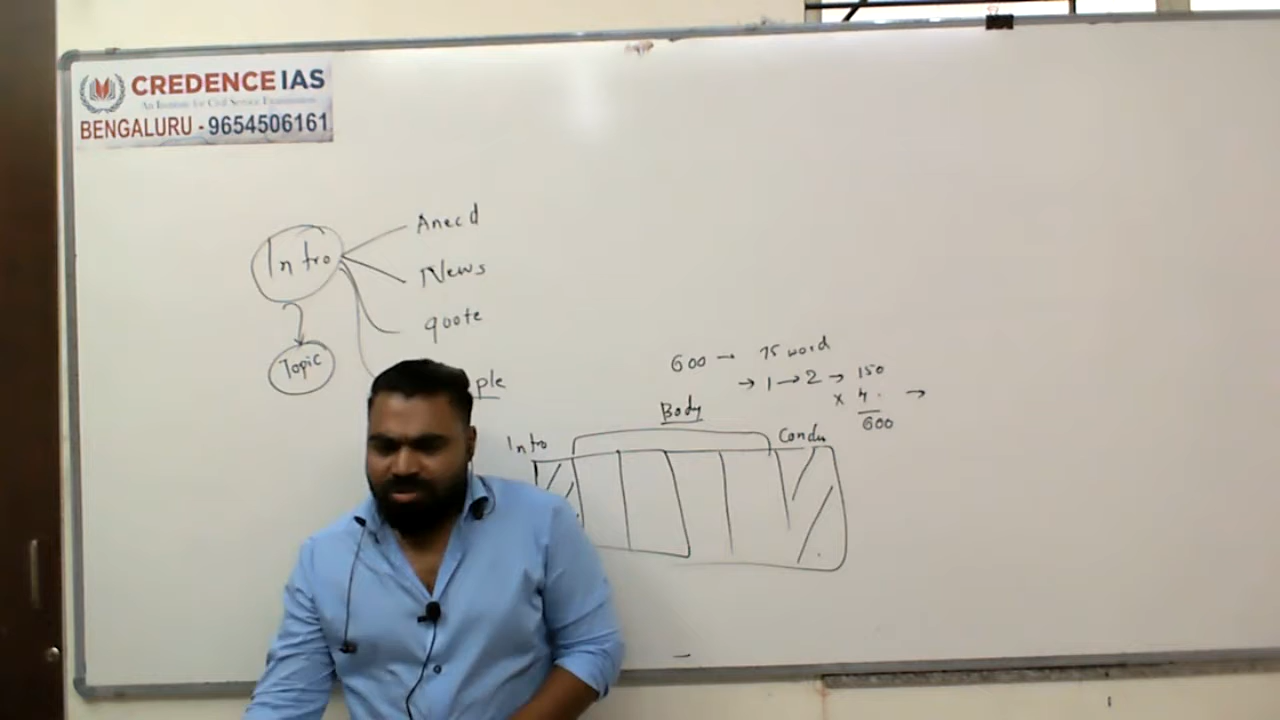 CREDENCE IAS
An Institute for Civil Service Examination
BENGALURU - 9654506161
Intro
Anecd
News
quote
ple
Topic
600 → 75 word
→ 1 → 2 → 150
x 4. →
600
Body
Intro
Conclu